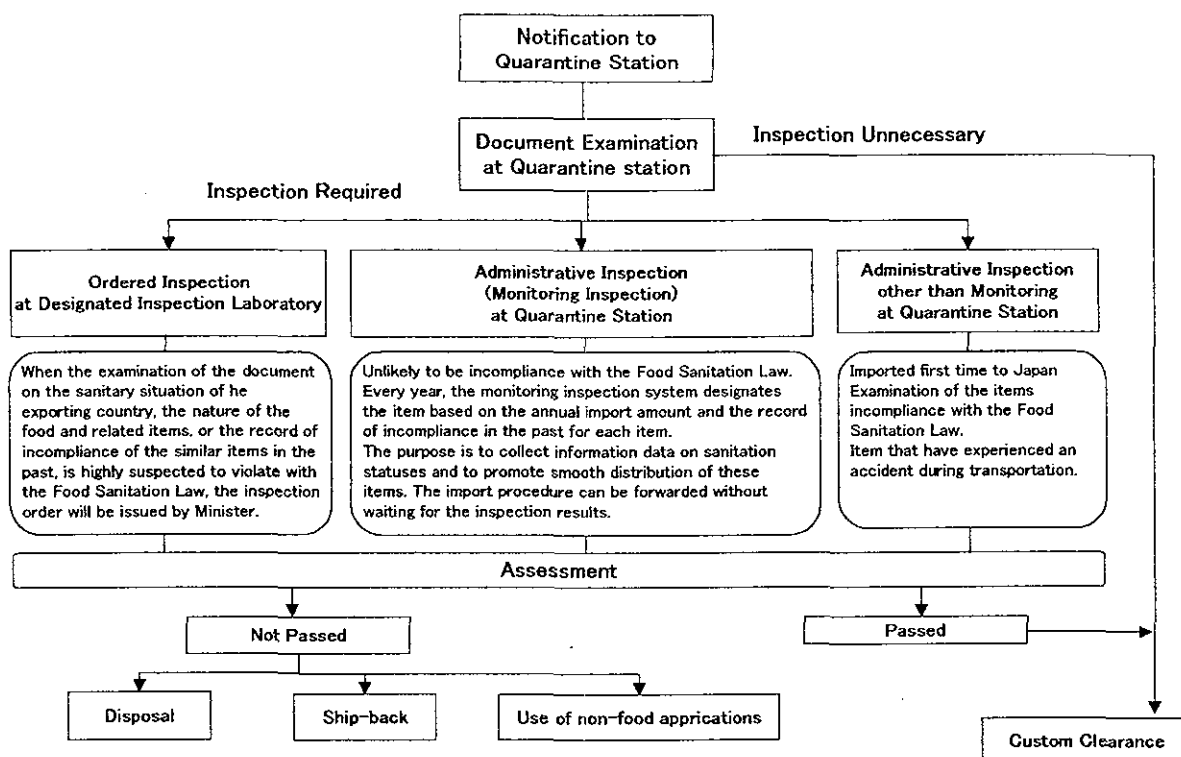 Notification to
Quarantine Station
Document Examination
at Quarantine station
Inspection Unnecessary
Inspection Required
Ordered Inspection
at Designated Inspection Laboratory
Administrative Inspection
(Monitoring Inspection)
at Quarantine Station
Administrative Inspection
other than Monitoring
at Quarantine Station
When the examination of the document
on the sanitary situation of he
exporting country, the nature of the
food and related items, or the record of
incompliance of the similar items in the
past, is highly suspected to violate with
the Food Sanitation Law, the inspection
order will be issued by Minister.
Unlikely to be incompliance with the Food Sanitation Law.
Every year, the monitoring inspection system designates
the item based on the annual import amount and the record
of incompliance in the past for each item.
The purpose is to collect information data on sanitation
statuses and to promote smooth distribution of these
items. The import procedure can be forwarded without
waiting for the inspection results.
Imported first time to Japan
Examination of the items
incompliance with the Food
Sanitation Law.
Item that have experienced an
accident during transportation.
Assessment
Not Passed
Passed
Disposal
Ship-back
Use of non-food apprications
Custom Clearance